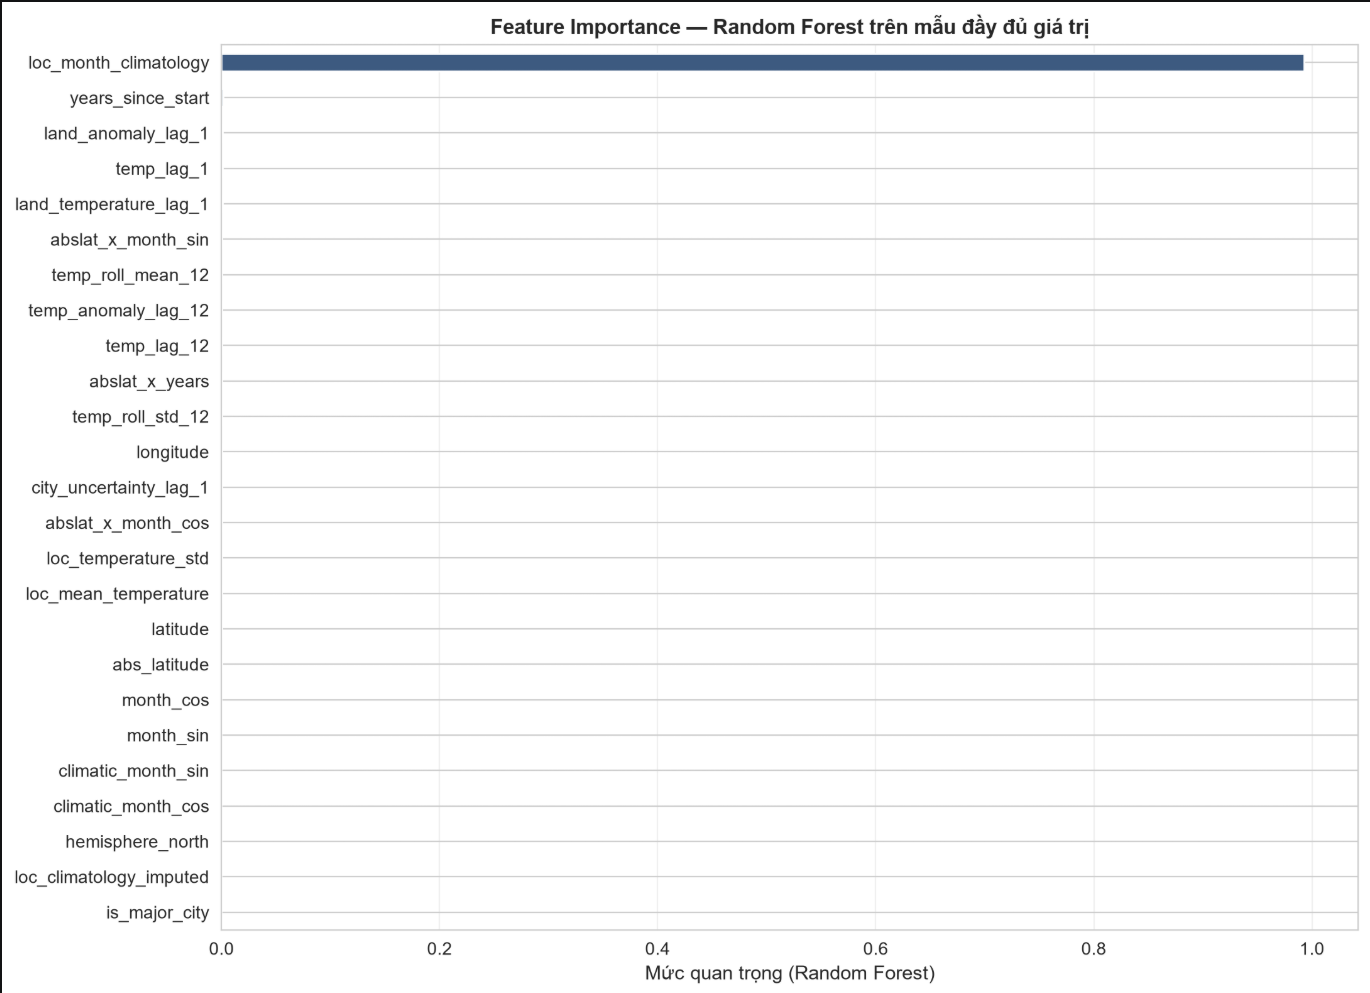 Feature Importance — Random Forest trên mẫu đầy đủ giá trị
loc_month_climatology
years_since_start
land_anomaly_lag_1
temp_lag_1
land_temperature_lag_1
abslat_x_month_sin
temp_roll_mean_12
temp_anomaly_lag_12
temp_lag_12
abslat_x_years
temp_roll_std_12
longitude
city_uncertainty_lag_1
abslat_x_month_cos
loc_temperature_std
loc_mean_temperature
latitude
abs_latitude
month_cos
month_sin
climatic_month_sin
climatic_month_cos
hemisphere_north
loc_climatology_imputed
is_major_city
0.0 0.2 0.4 0.6 0.8 1.0
Mức quan trọng (Random Forest)